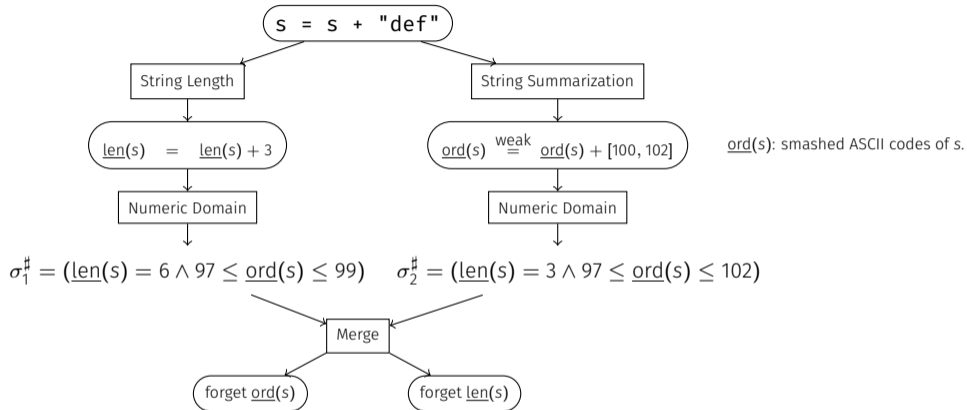 s = s + "def"
String Length
String Summarization
len(s) = len(s) + 3
ord(s) weak= ord(s) + [100, 102]
ord(s): smashed ASCII codes of s.
Numeric Domain
Numeric Domain
σ₁♯ = (len(s) = 6 ∧ 97 ≤ ord(s) ≤ 99)
σ₂♯ = (len(s) = 3 ∧ 97 ≤ ord(s) ≤ 102)
Merge
forget ord(s)
forget len(s)